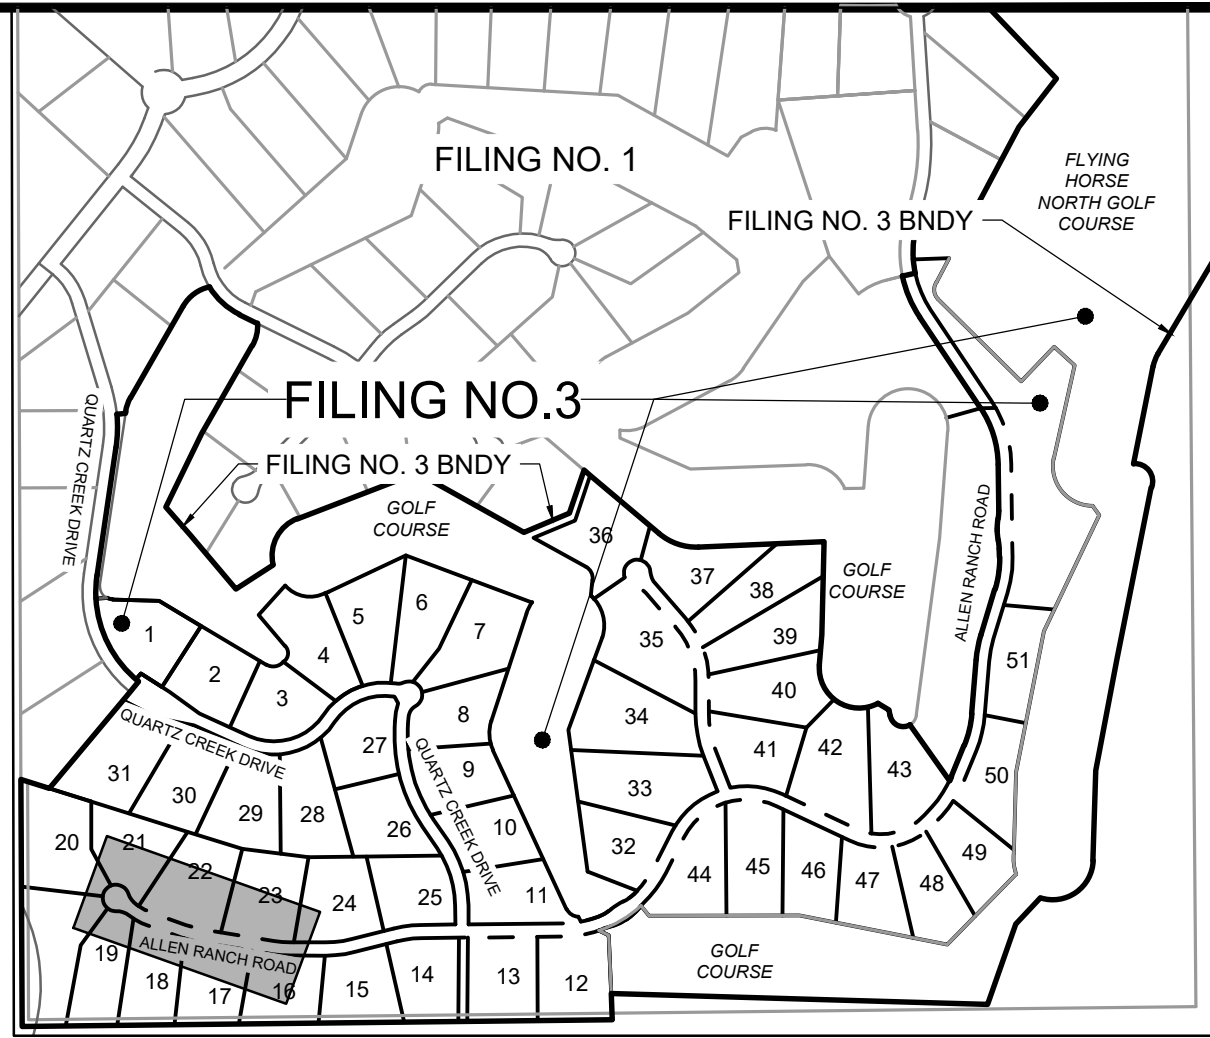 FILING NO. 1
FLYING
HORSE
NORTH GOLF
COURSE
FILING NO. 3 BNDY
FILING NO.3
FILING NO. 3 BNDY
QUARTZ CREEK DRIVE
GOLF
COURSE
36
37
38
GOLF
COURSE
ALLEN RANCH ROAD
1
2
3
4
5
6
7
35
39
40
51
8
34
41
42
43
50
QUARTZ CREEK DRIVE
27
QUARTZ CREEK DRIVE
9
33
31
30
29
28
26
10
32
20
21
22
23
24
25
11
44
45
46
47
48
49
19
ALLEN RANCH ROAD
18
17
16
15
14
13
12
GOLF
COURSE